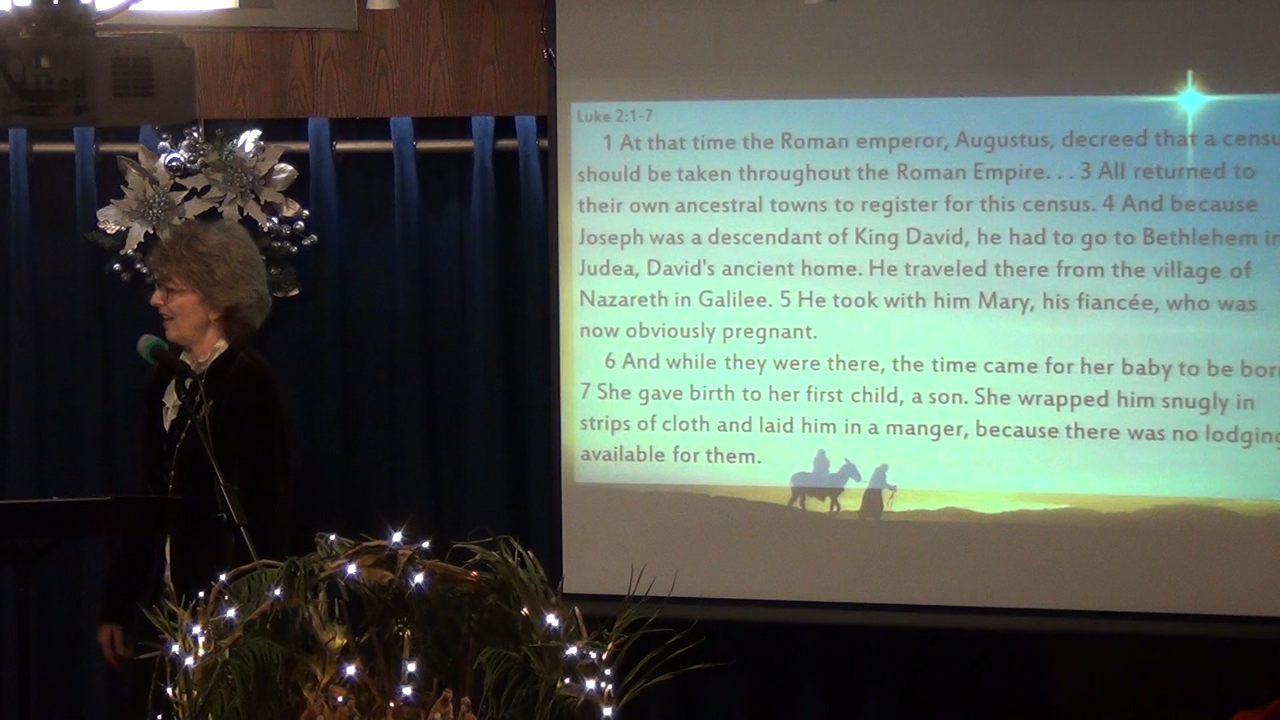 Luke 2:1-7
1 At that time the Roman emperor, Augustus, decreed that a censu
should be taken throughout the Roman Empire. . . 3 All returned to
their own ancestral towns to register for this census. 4 And because
Joseph was a descendant of King David, he had to go to Bethlehem in
Judea, David's ancient home. He traveled there from the village of
Nazareth in Galilee. 5 He took with him Mary, his fiancée, who was
now obviously pregnant.
6 And while they were there, the time came for her baby to be bor
7 She gave birth to her first child, a son. She wrapped him snugly in
strips of cloth and laid him in a manger, because there was no lodging
available for them.